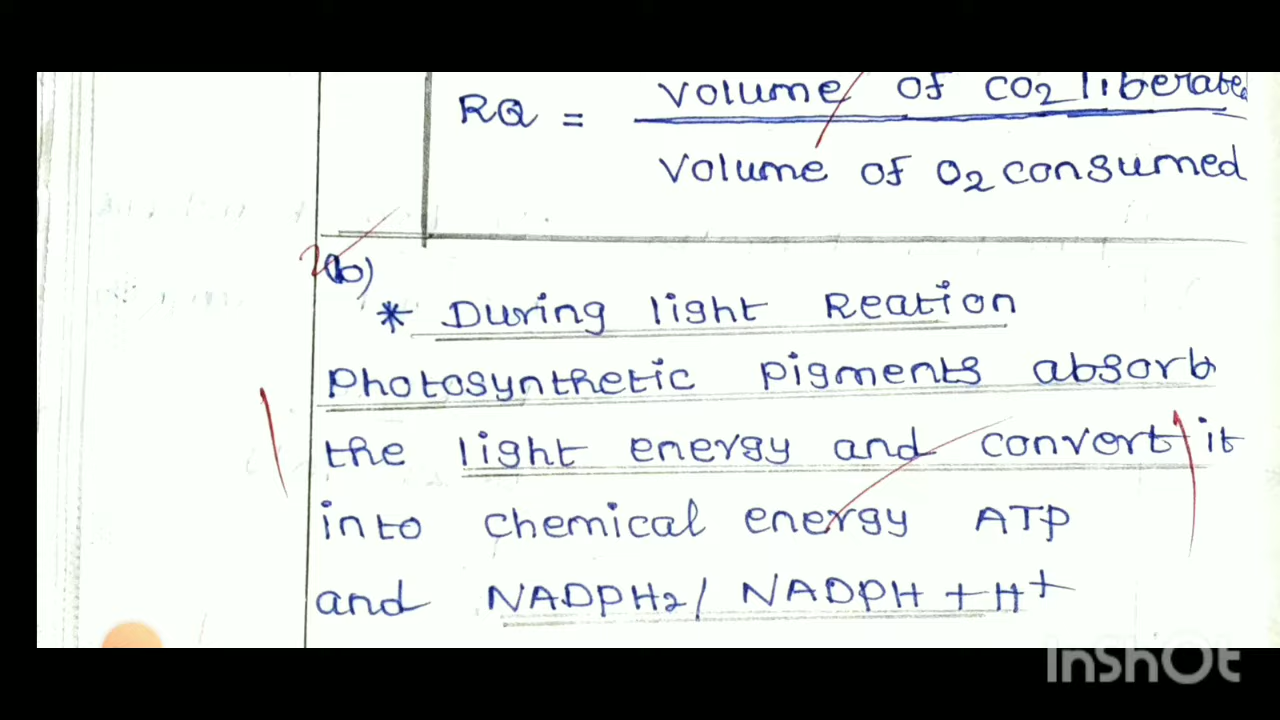 volume of CO2 liberated
RQ =
volume of O2 consumed
(b)
* During light Reation
Photosynthetic pigments absorb
the light energy and convert it
into chemical energy ATP
and NADPH2/ NADPH + H+
InShOt